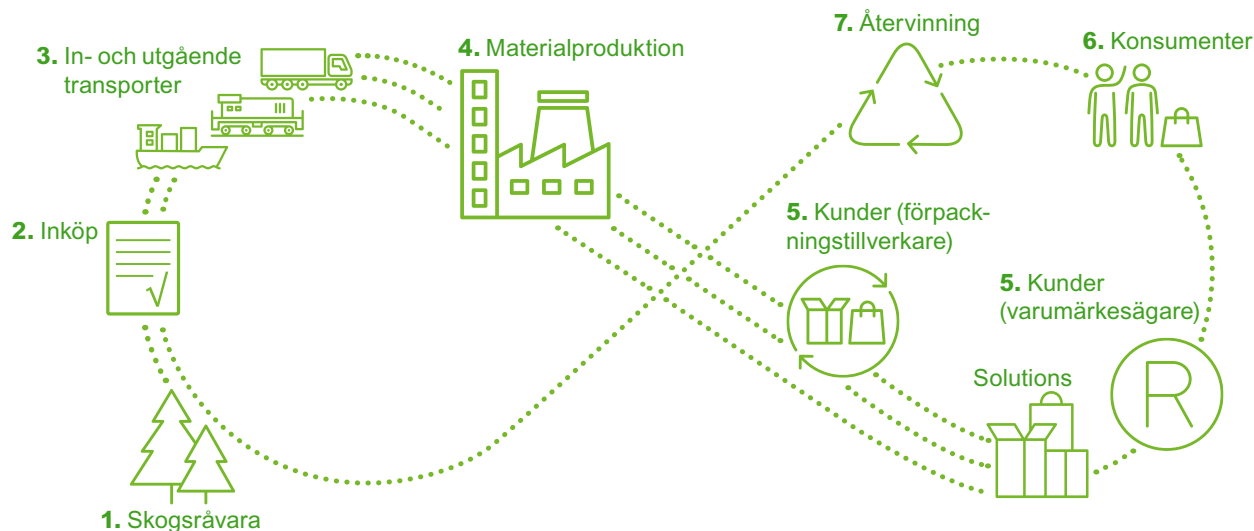 1. Skogsråvara
2. Inköp
3. In- och utgående
transporter
4. Materialproduktion
5. Kunder (förpack-
ningstillverkare)
Solutions
5. Kunder
(varumärkesägare)
R
6. Konsumenter
7. Återvinning